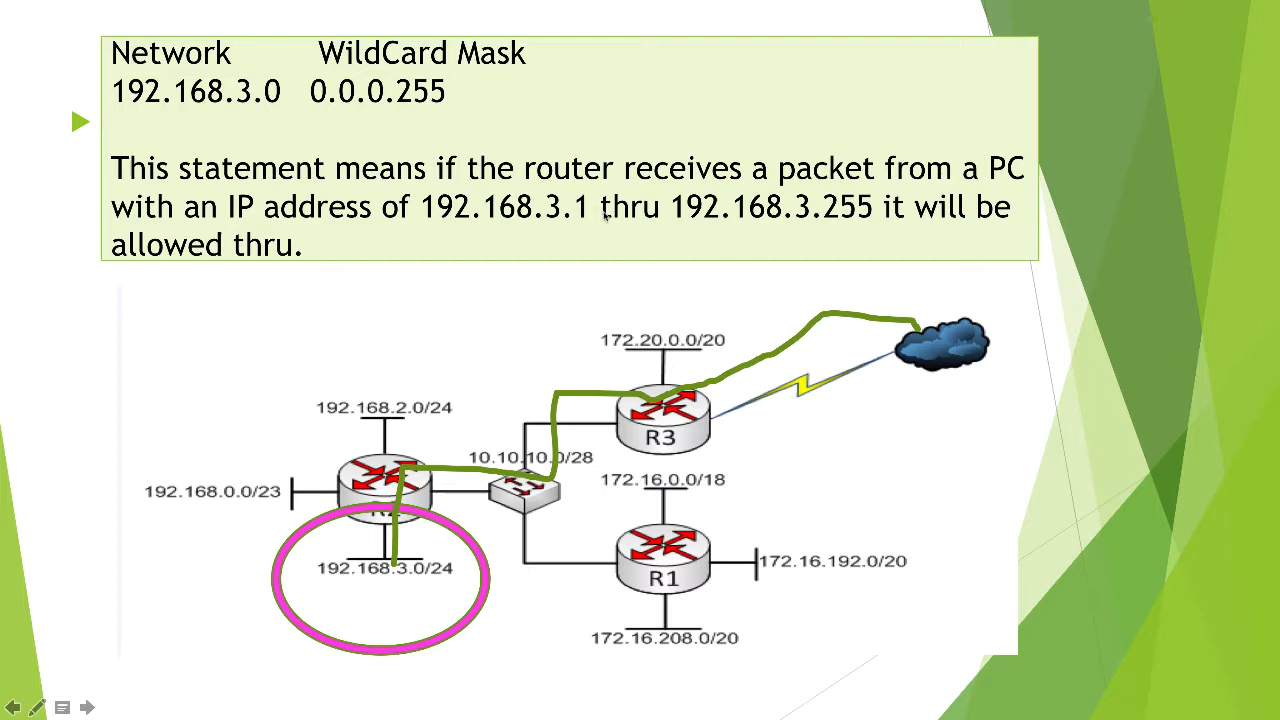 Network WildCard Mask
192.168.3.0 0.0.0.255
This statement means if the router receives a packet from a PC
with an IP address of 192.168.3.1 thru 192.168.3.255 it will be
allowed thru.
172.20.0.0/20
R3
192.168.2.0/24
10.10.10.0/28
172.16.0.0/18
192.168.0.0/23
R2
192.168.3.0/24
R1
172.16.192.0/20
172.16.208.0/20